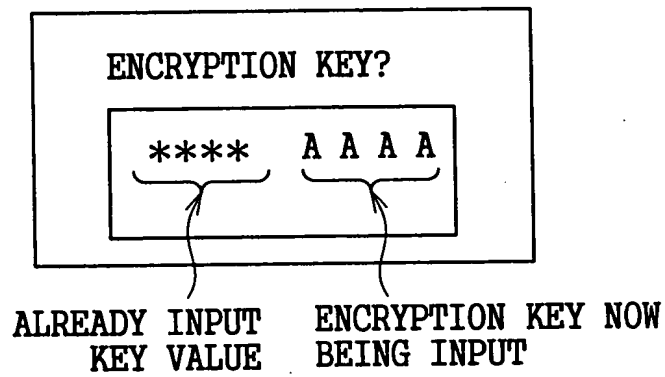 ENCRYPTION KEY?
**** A A A A
ALREADY INPUT
KEY VALUE
ENCRYPTION KEY NOW
BEING INPUT